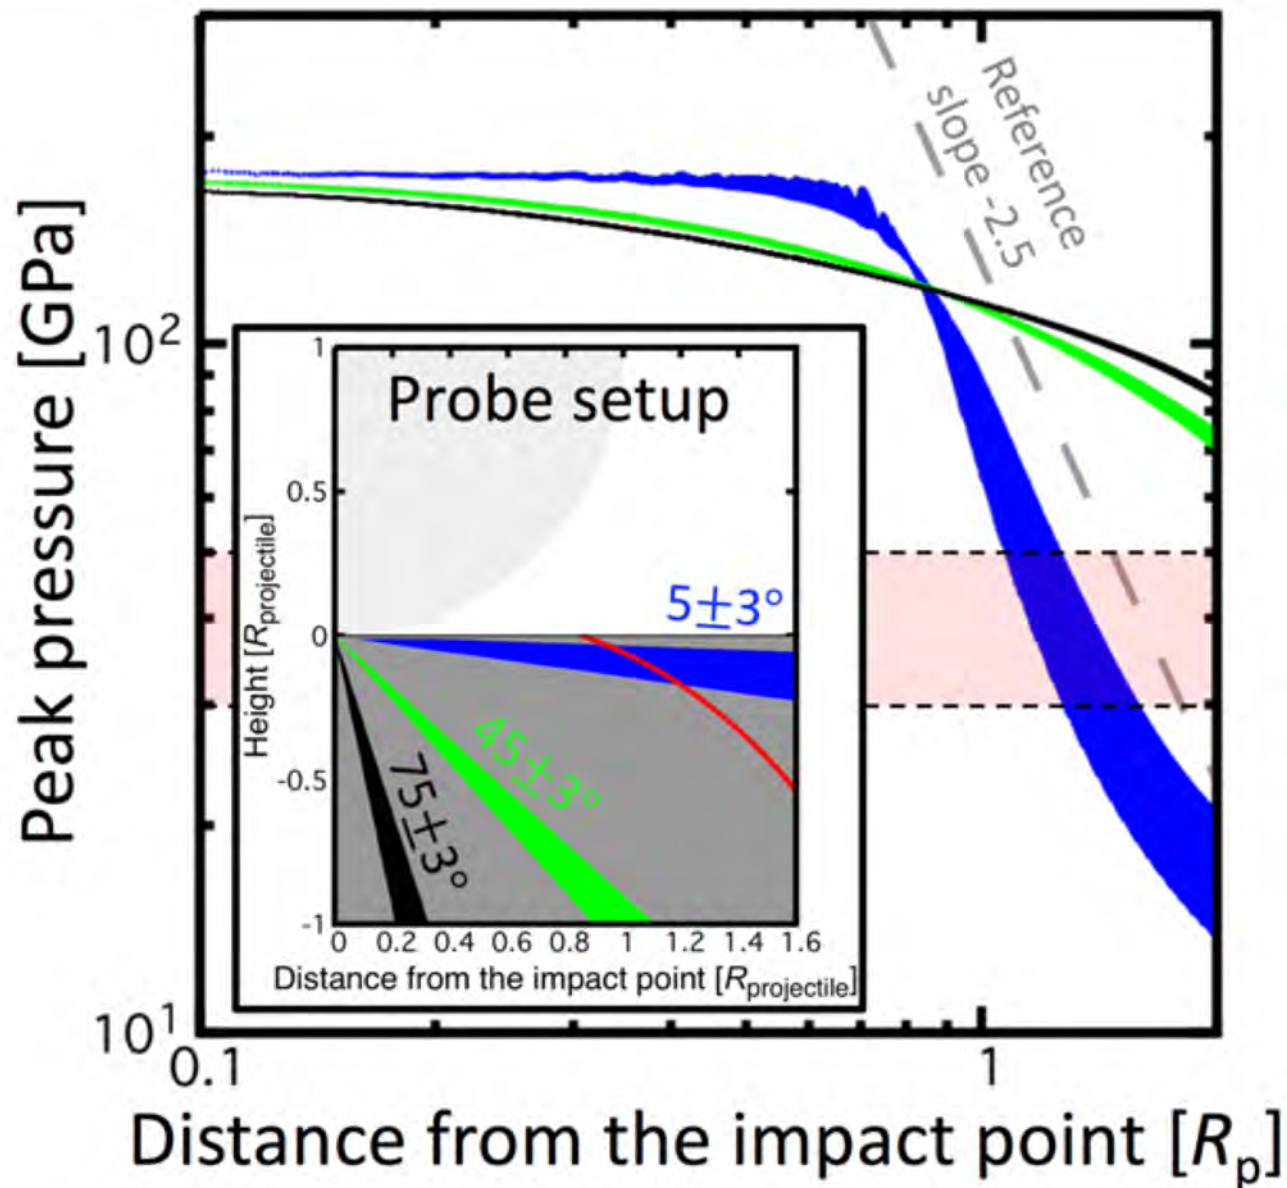 Peak pressure [GPa]
10²
10¹
0.1
1
Distance from the impact point [Rp]
Reference
slope -2.5
Probe setup
1
0.5
0
-0.5
-1
Height [Rprojectile]
5±3°
45±3°
75±3°
0 0.2 0.4 0.6 0.8 1 1.2 1.4 1.6
Distance from the impact point [Rprojectile]